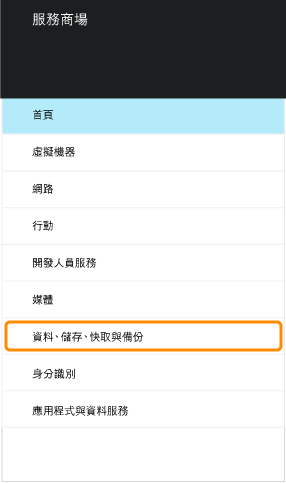 服務商場
首頁
虛擬機器
網路
行動
開發人員服務
媒體
資料、儲存、快取與備份
身分識別
應用程式與資料服務